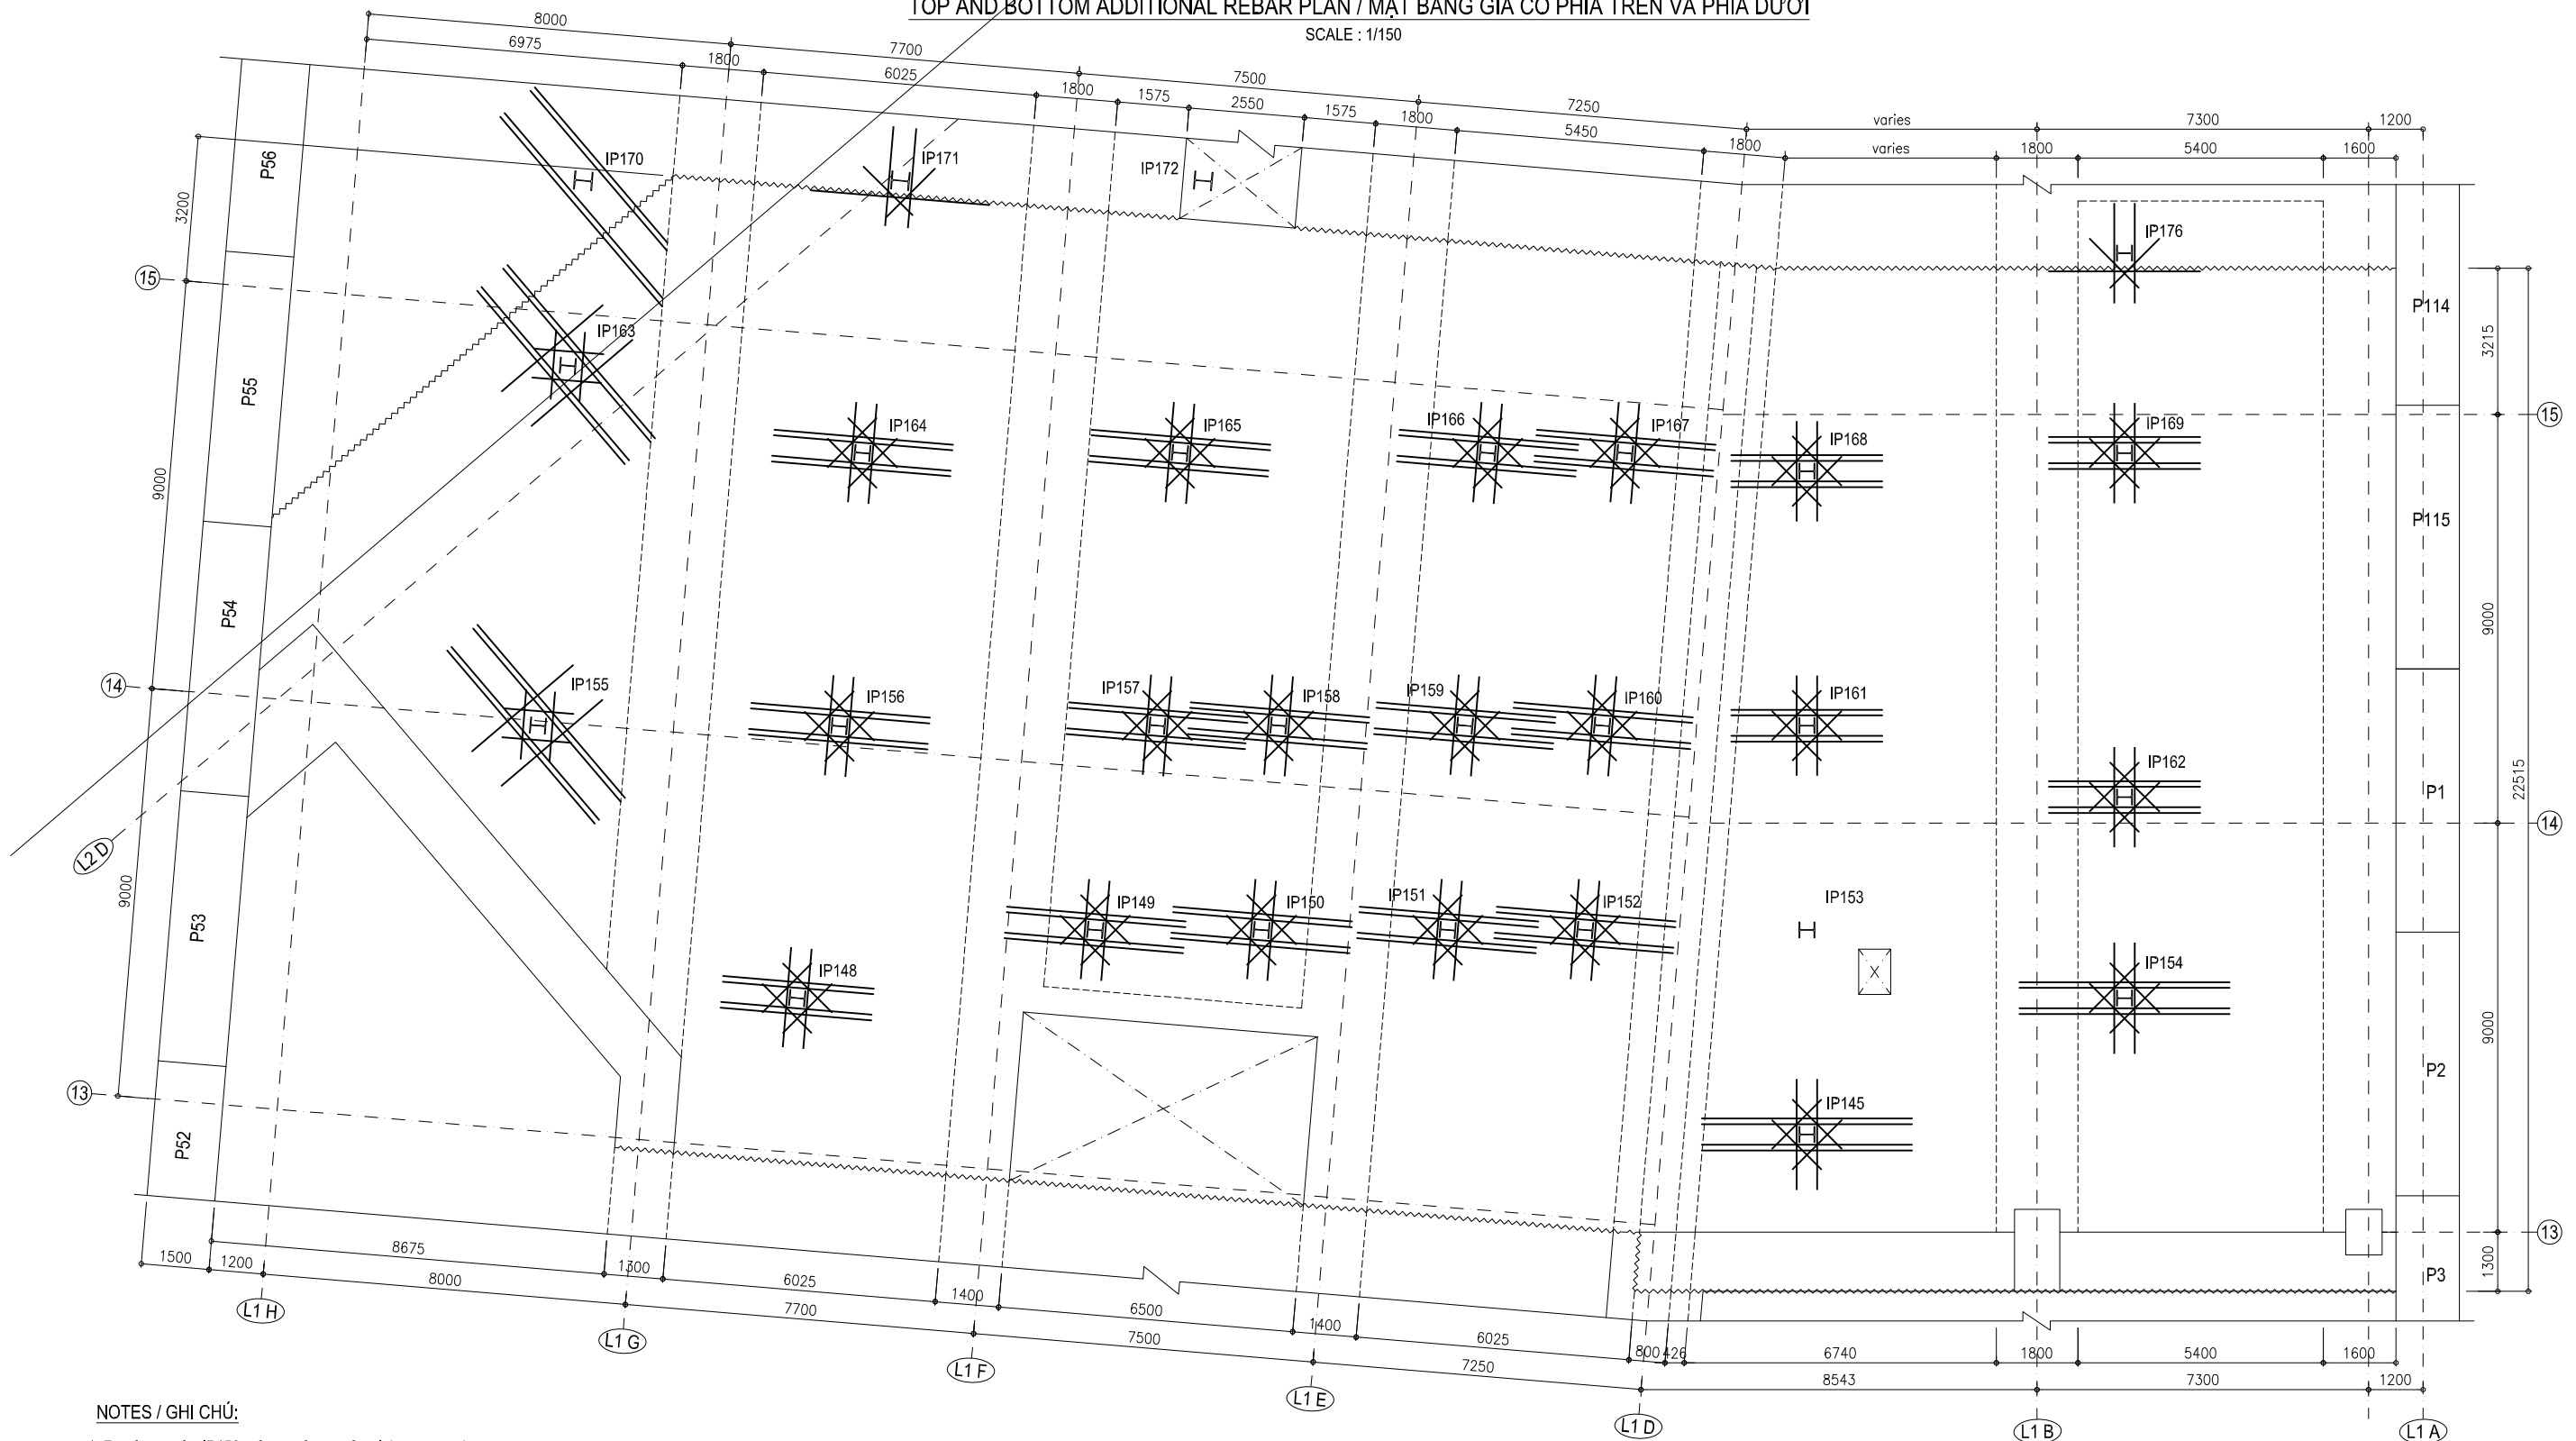 TOP AND BOTTOM ADDITIONAL REBAR PLAN / MẶT BẰNG GIA CỐ PHÍA TRÊN VÀ PHÍA DƯỚI
SCALE : 1/150
8000
7700
7500
7250
varies
7300
1200
6975
1800
6025
1800
1575
2550
1575
1800
5450
1800
varies
1800
5400
1600
P56
P55
P54
P53
P52
3200
9000
9000
15
14
13
L2 D
IP170
IP171
IP172
IP176
IP163
IP164
IP165
IP166
IP167
IP168
IP169
IP155
IP156
IP157
IP158
IP159
IP160
IP161
IP162
IP148
IP149
IP150
IP151
IP152
IP153
IP154
IP145
P114
P115
P1
P2
P3
3215
9000
9000
1300
22515
15
14
13
1500
1200
8675
1300
6025
1400
6500
1400
6025
800
426
6740
1800
5400
1600
8000
7700
7500
7250
8543
7300
1200
L1 H
L1 G
L1 F
L1 E
L1 D
L1 B
L1 A
NOTES / GHI CHÚ: